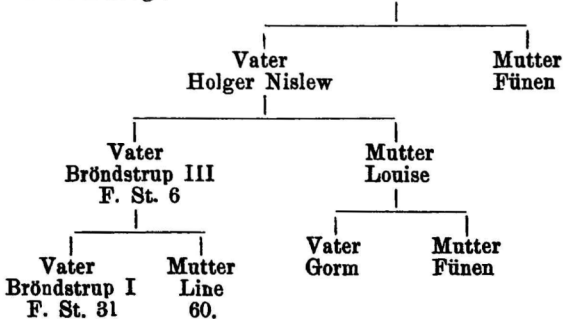 Vater Mutter
Holger Nislew Fünen
Vater Mutter
Bröndstrup III Louise
F. St. 6
Vater Mutter Vater Mutter
Bröndstrup I Line Gorm Fünen
F. St. 31 60.